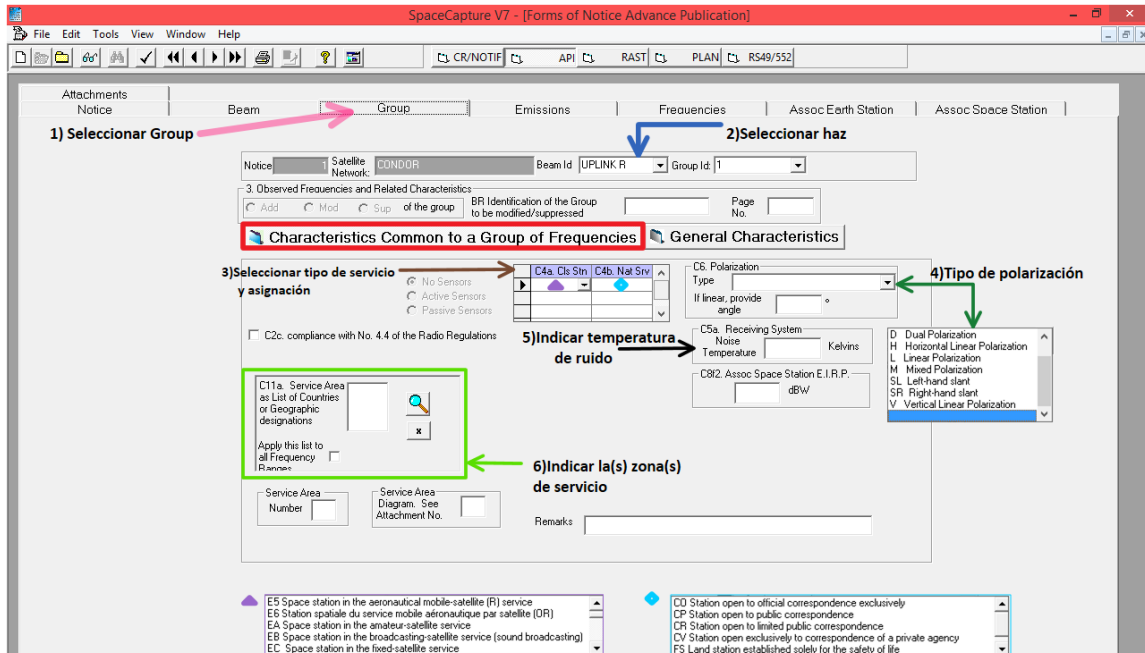 SpaceCapture V7 - [Forms of Notice Advance Publication]
File Edit Tools View Window Help
CR/NOTIF API RAST PLAN RS49/552
Attachments
Notice Beam Group Emissions Frequencies Assoc Earth Station Assoc Space Station
1) Seleccionar Group
2)Seleccionar haz
Notice 1 Satellite Network: CONDOR Beam Id UPLINK R Group Id: 1
3. Observed Frequencies and Related Characteristics
Add Mod Sup of the group BR Identification of the Group to be modified/suppressed Page No.
Characteristics Common to a Group of Frequencies General Characteristics
3)Seleccionar tipo de servicio
y asignación
No Sensors
Active Sensors
Passive Sensors
C4a. Cls Stn C4b. Nat Srv
C6. Polarization
Type
If linear, provide
angle °
4)Tipo de polarización
C2c. compliance with No. 4.4 of the Radio Regulations
5)Indicar temperatura
de ruido
C5a. Receiving System
Noise
Temperature Kelvins
D Dual Polarization
H Horizontal Linear Polarization
L Linear Polarization
M Mixed Polarization
SL Left-hand slant
SR Right-hand slant
V Vertical Linear Polarization
C8f2. Assoc Space Station E.I.R.P.
dBW
C11a. Service Area
as List of Countries
or Geographic
designations
x
Apply this list to
all Frequency
Ranges
6)Indicar la(s) zona(s)
de servicio
Service Area
Number
Service Area
Diagram. See
Attachment No.
Remarks
E5 Space station in the aeronautical mobile-satellite (R) service
E6 Station spatiale du service mobile aéronautique par satellite (OR)
EA Space station in the amateur-satellite service
EB Space station in the broadcasting-satellite service (sound broadcasting)
EC Space station in the fixed-satellite service
CO Station open to official correspondence exclusively
CP Station open to public correspondence
CR Station open to limited public correspondence
CV Station open exclusively to correspondence of a private agency
FS Land station established solely for the safety of life